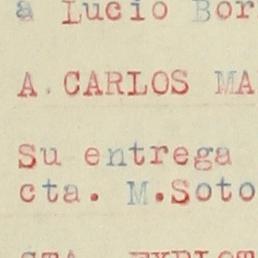 a Lucio Bor
A. CARLOS MA
Su entrega
cta. M.Soto